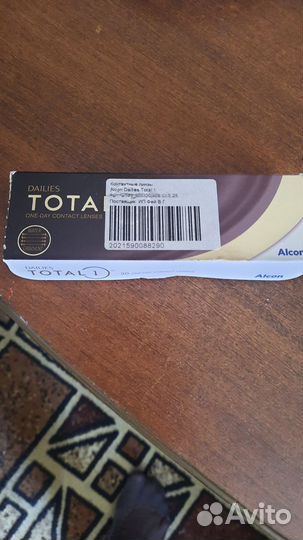 DAILIES
TOTA
ONE-DAY CONTACT LENSES
Контактные линзы
Alcon Dailies Total 1
Поставщик: ИП Фей В.Г
2021590088290
Alcon
DAILIES
TOTAL 1
Alcon
Avito